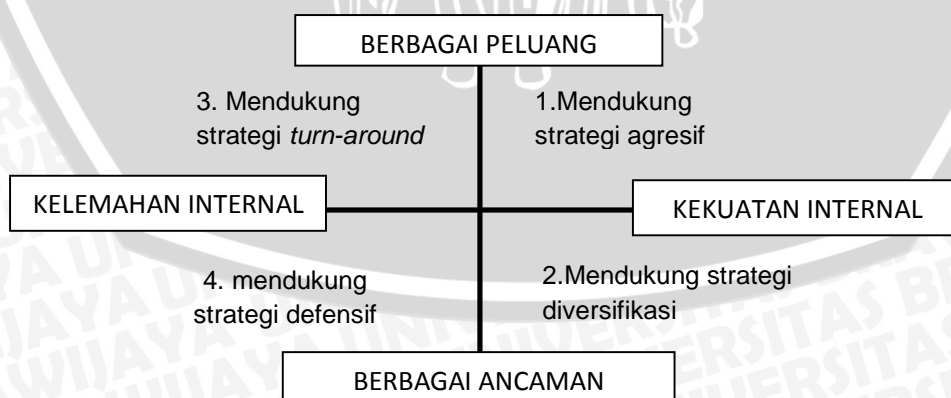 BERBAGAI PELUANG
3. Mendukung
strategi turn-around
1.Mendukung
strategi agresif
KELEMAHAN INTERNAL
KEKUATAN INTERNAL
4. mendukung
strategi defensif
2.Mendukung strategi
diversifikasi
BERBAGAI ANCAMAN